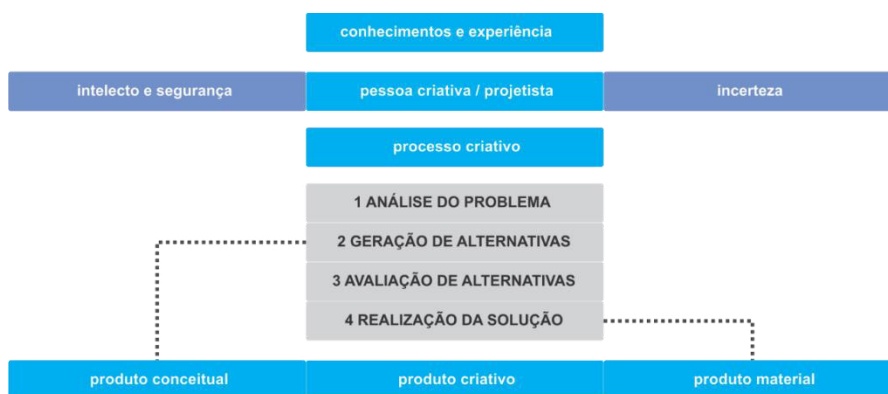 conhecimentos e experiência
intelecto e segurança
pessoa criativa / projetista
incerteza
processo criativo
1 ANÁLISE DO PROBLEMA
2 GERAÇÃO DE ALTERNATIVAS
3 AVALIAÇÃO DE ALTERNATIVAS
4 REALIZAÇÃO DA SOLUÇÃO
produto conceitual
produto criativo
produto material